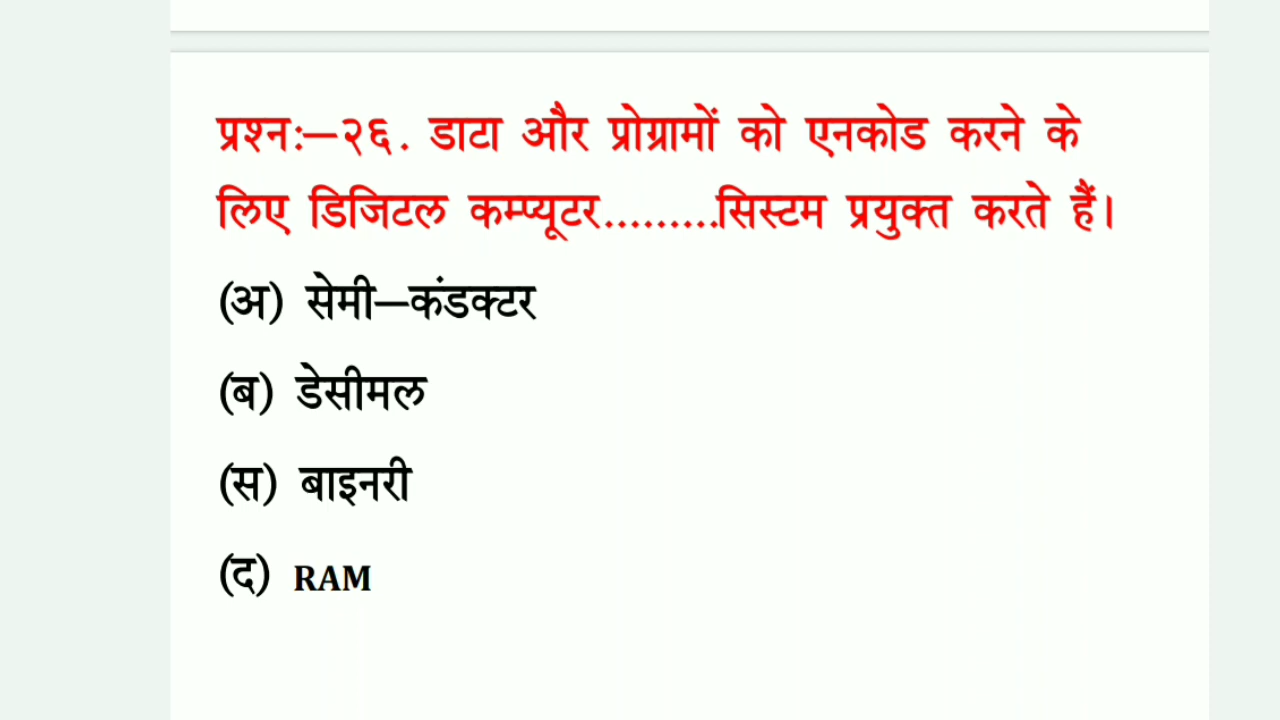 प्रश्नः–२६. डाटा और प्रोग्रामों को एनकोड करने के
लिए डिजिटल कम्प्यूटर.........सिस्टम प्रयुक्त करते हैं।
(अ) सेमी–कंडक्टर
(ब) डेसीमल
(स) बाइनरी
(द) RAM